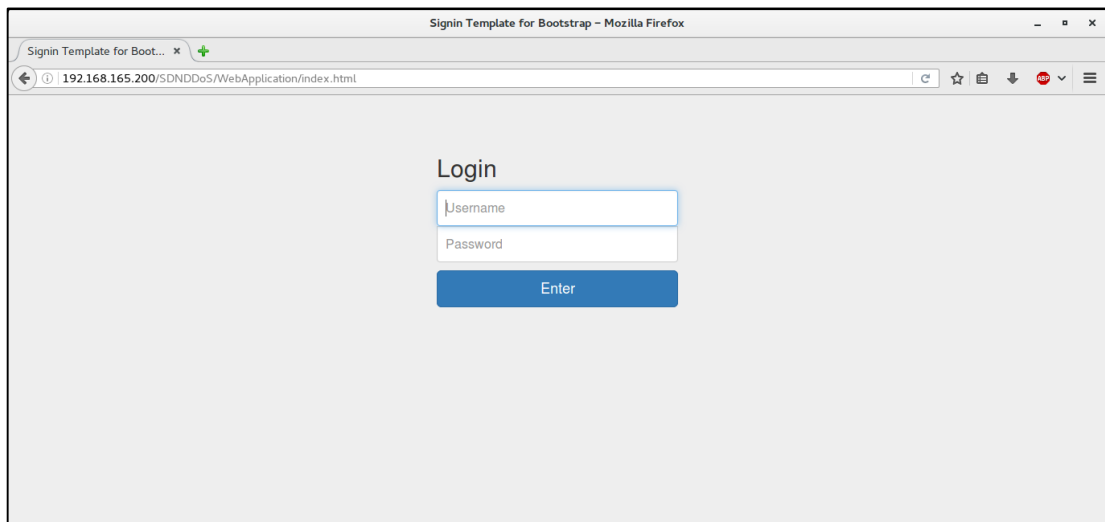 Signin Template for Bootstrap – Mozilla Firefox
Signin Template for Boot...
192.168.165.200/SDNDDoS/WebApplication/index.html
ABP
Login
Username
Password
Enter